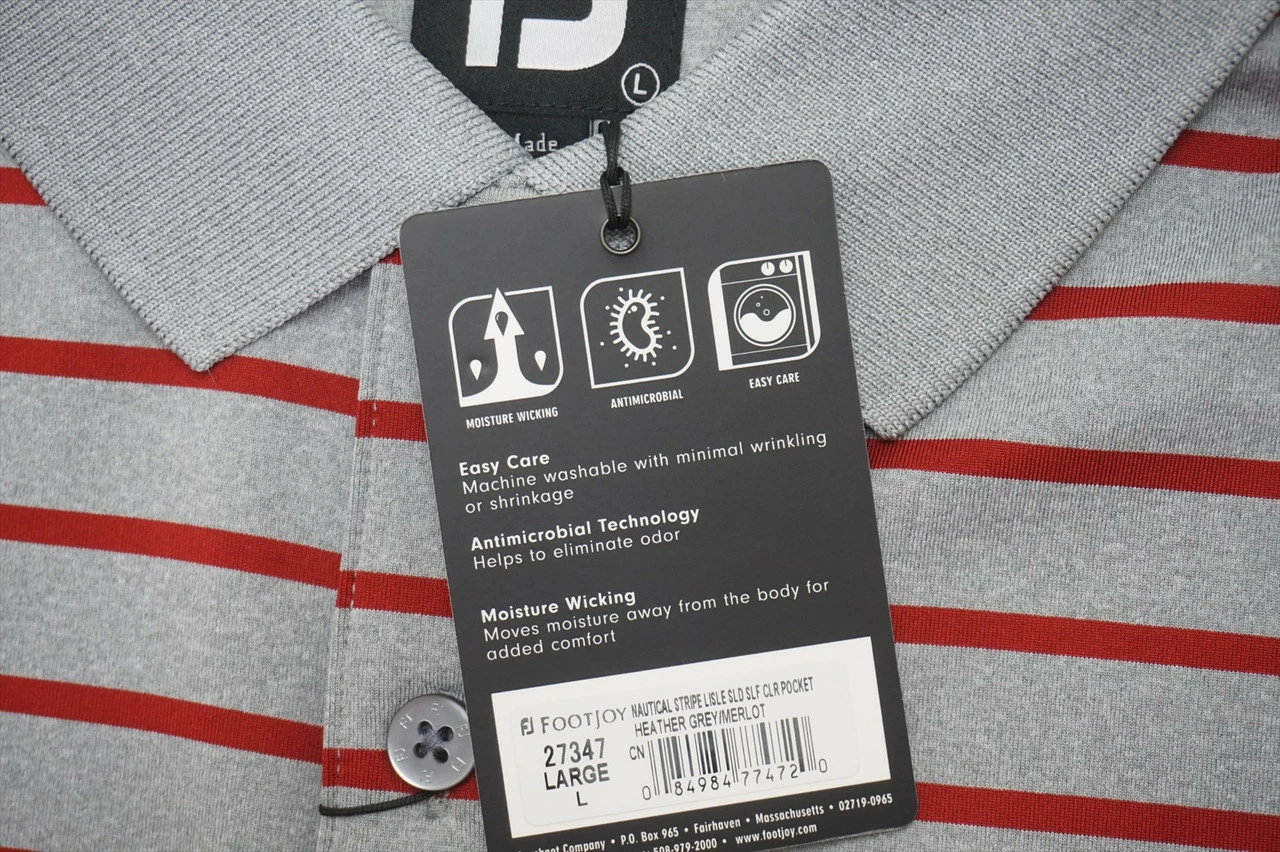 FJ
L
MOISTURE WICKING
ANTIMICROBIAL
EASY CARE
Easy Care
Machine washable with minimal wrinkling
or shrinkage
Antimicrobial Technology
Helps to eliminate odor
Moisture Wicking
Moves moisture away from the body for
added comfort
FJ FOOTJOY NAUTICAL STRIPE LISLE SLD SLF CLR POCKET
HEATHER GREY/MERLOT
27347
LARGE
L
CN
0 84984 77472 0
Company • P.O. Box 965 • Fairhaven • Massachusetts • 02719-0965
508-979-2000 • www.footjoy.com